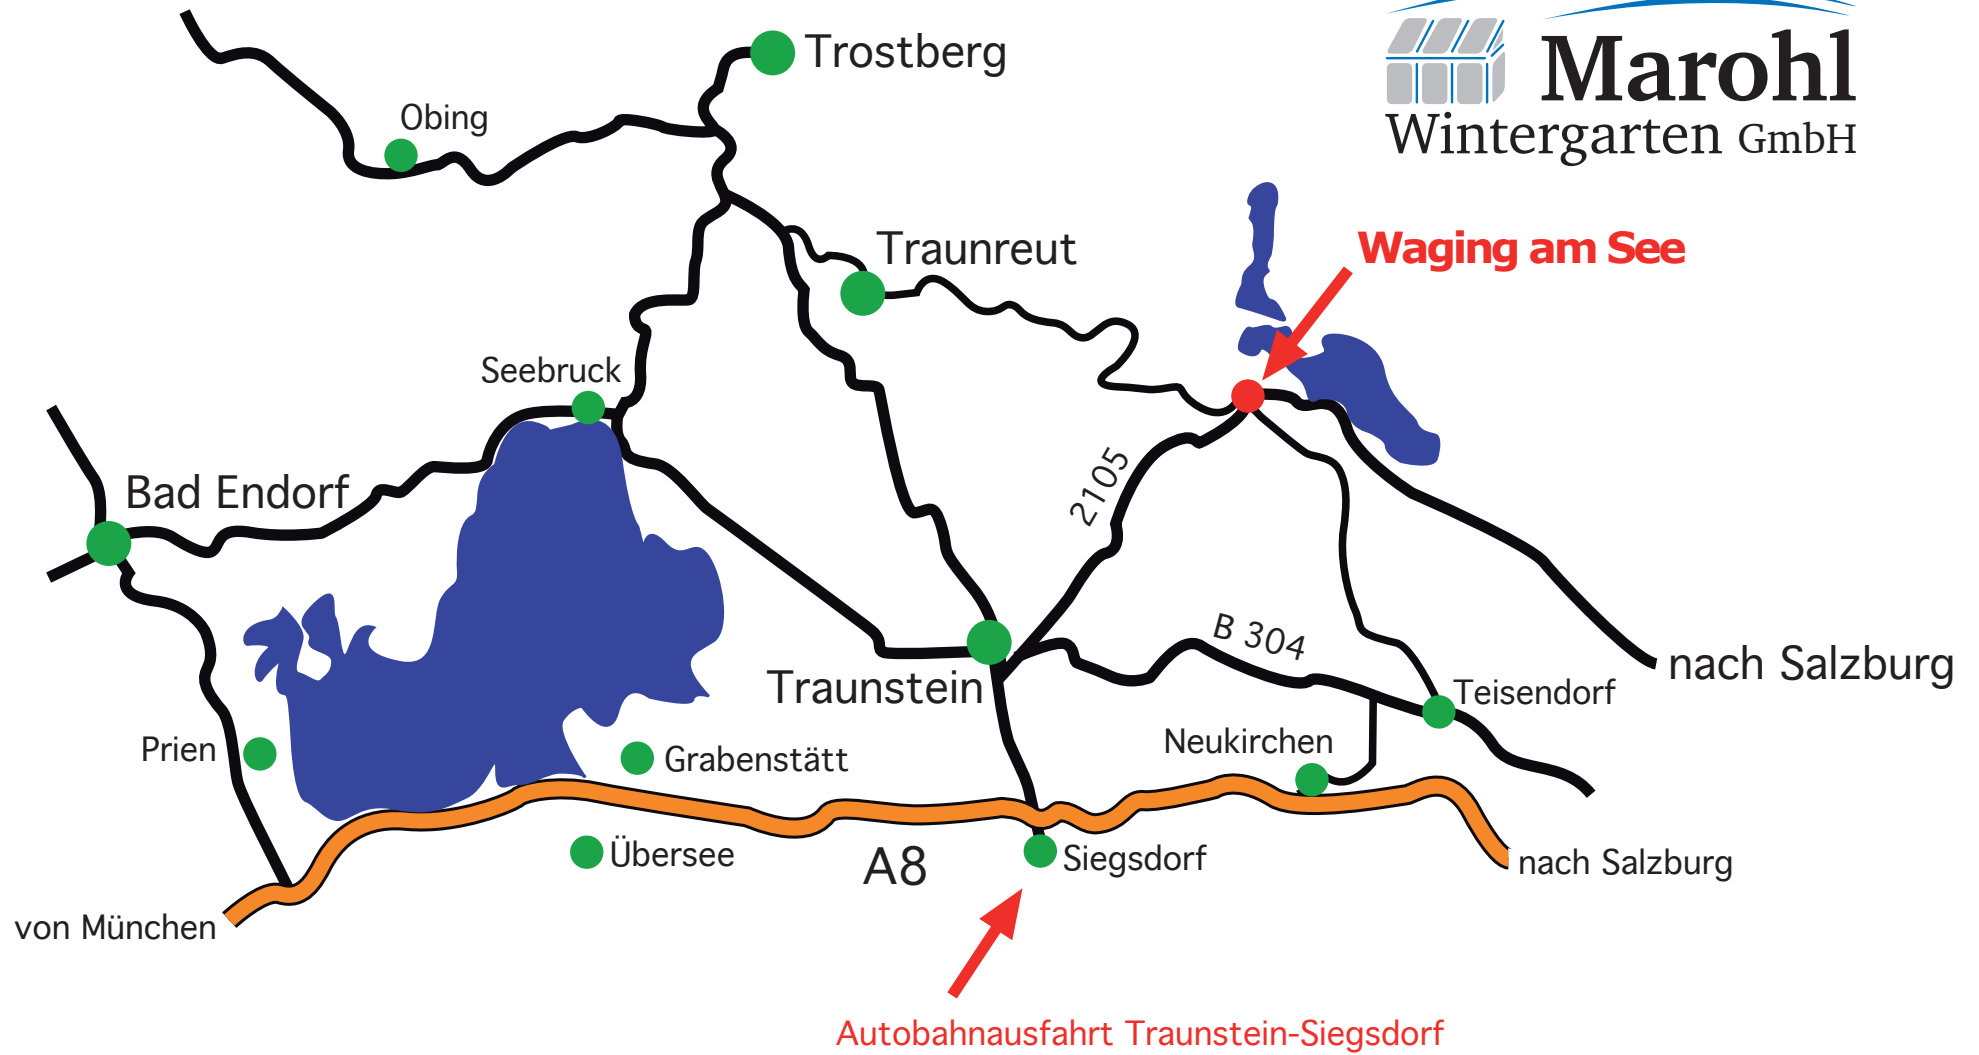 Trostberg
Marohl
Obing
Wintergarten GmbH
Traunreut
Waging am See
Seebruck
Bad Endorf
2105
B 304
nach Salzburg
Traunstein
Teisendorf
Neukirchen
Prien
Grabenstätt
Übersee
A8
Siegsdorf
nach Salzburg
von München
Autobahnausfahrt Traunstein-Siegsdorf